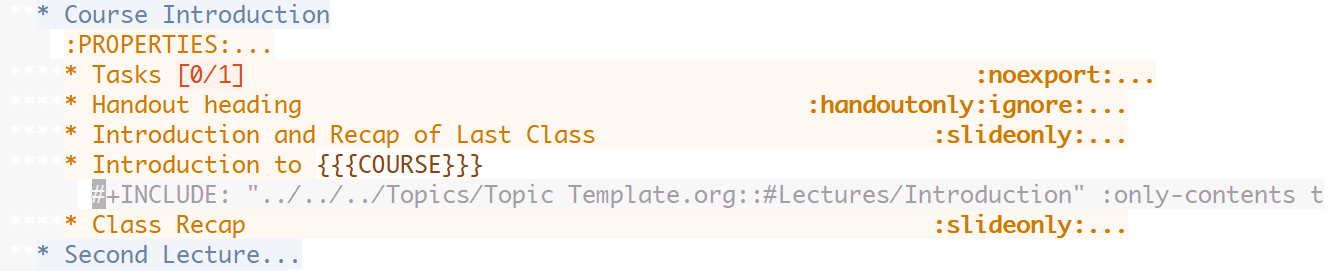 *** Course Introduction
:PROPERTIES:...
***** Tasks [0/1] :noexport:...
***** Handout heading :handoutonly:ignore:...
***** Introduction and Recap of Last Class :slideonly:...
***** Introduction to {{{COURSE}}}
#+INCLUDE: "../../../Topics/Topic Template.org::#Lectures/Introduction" :only-contents t
***** Class Recap :slideonly:...
*** Second Lecture...